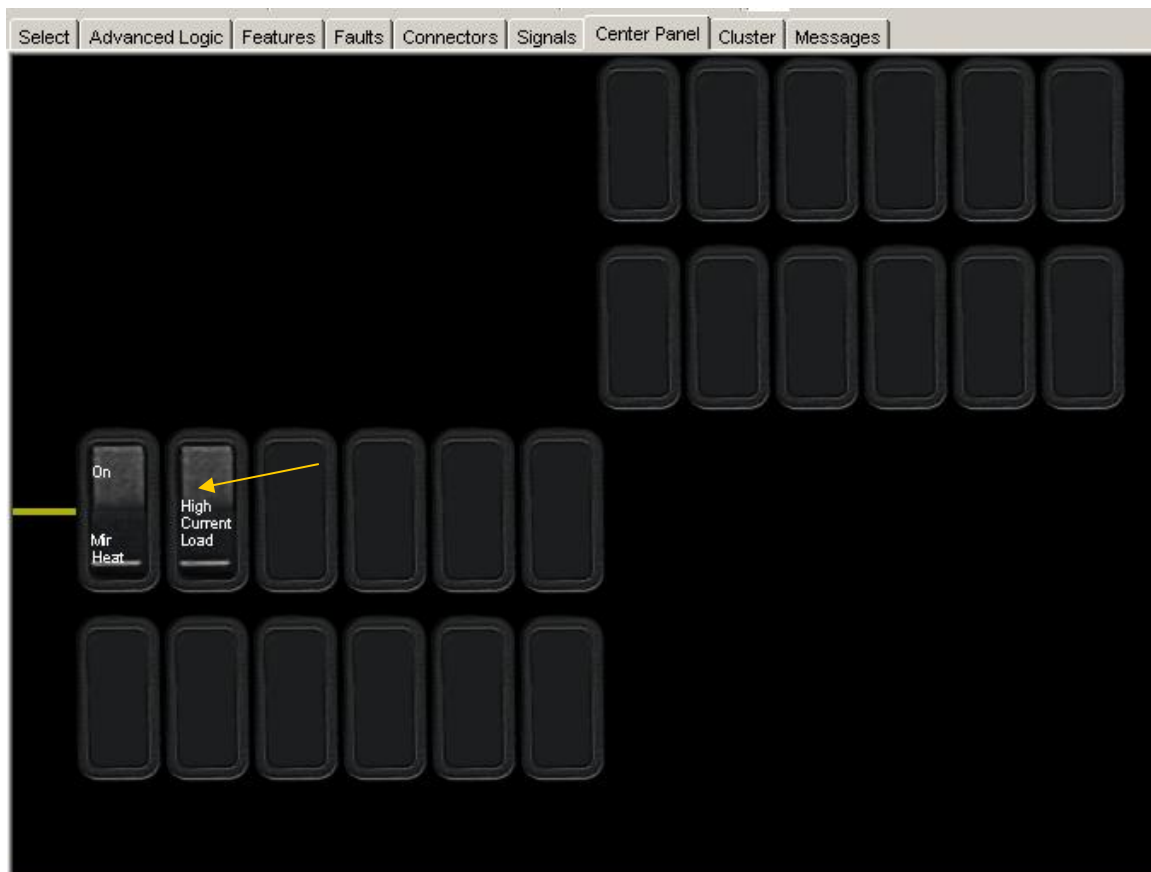 Select Advanced Logic Features Faults Connectors Signals Center Panel Cluster Messages
On
Mir
Heat
High
Current
Load